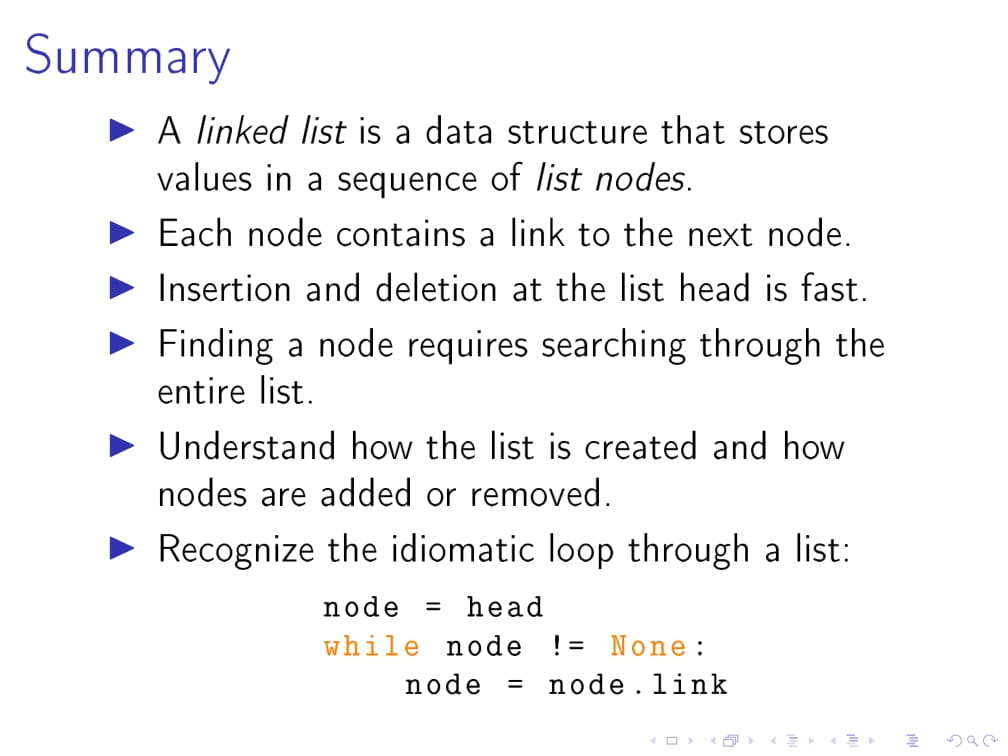 Summary
A linked list is a data structure that stores
values in a sequence of list nodes.
Each node contains a link to the next node.
Insertion and deletion at the list head is fast.
Finding a node requires searching through the
entire list.
Understand how the list is created and how
nodes are added or removed.
Recognize the idiomatic loop through a list:
node = head
while node != None:
    node = node.link